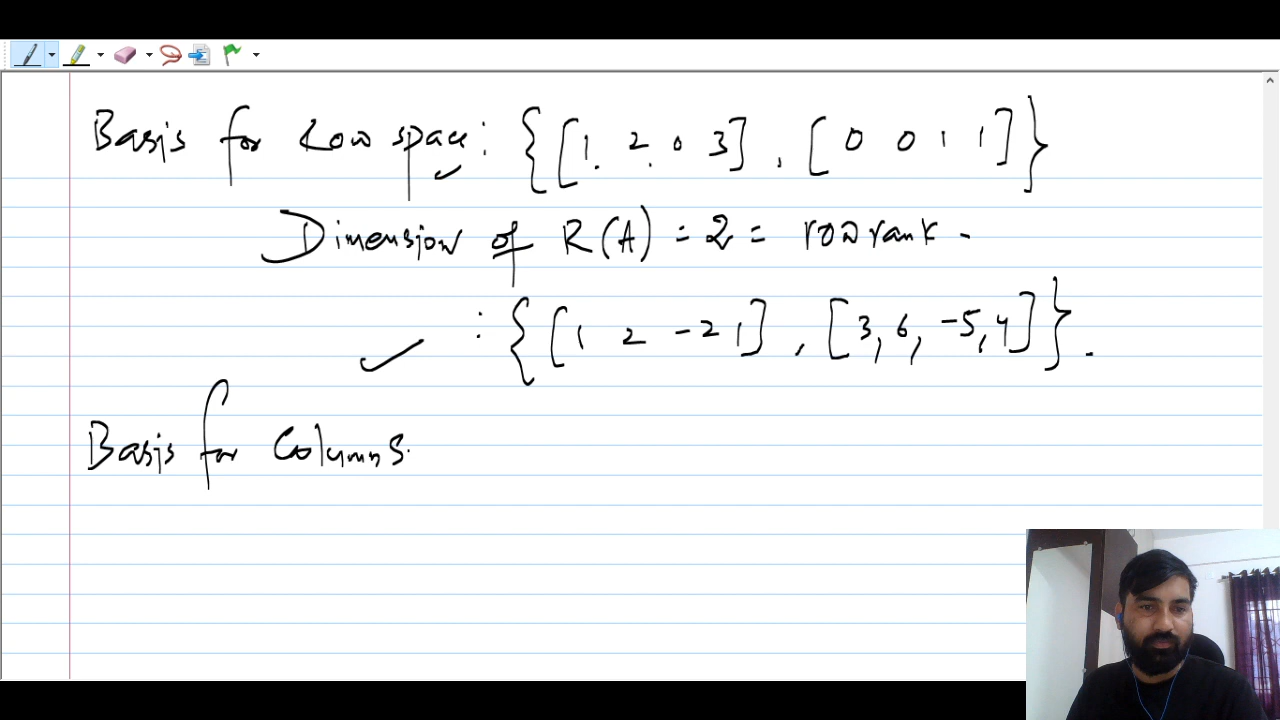 Basis for Row space : { [1 2 0 3] , [0 0 1 1] }
Dimension of R(A) = 2 = row rank -
✓ : { [1 2 -2 1] , [3, 6, -5, 4] } .
Basis for Columns